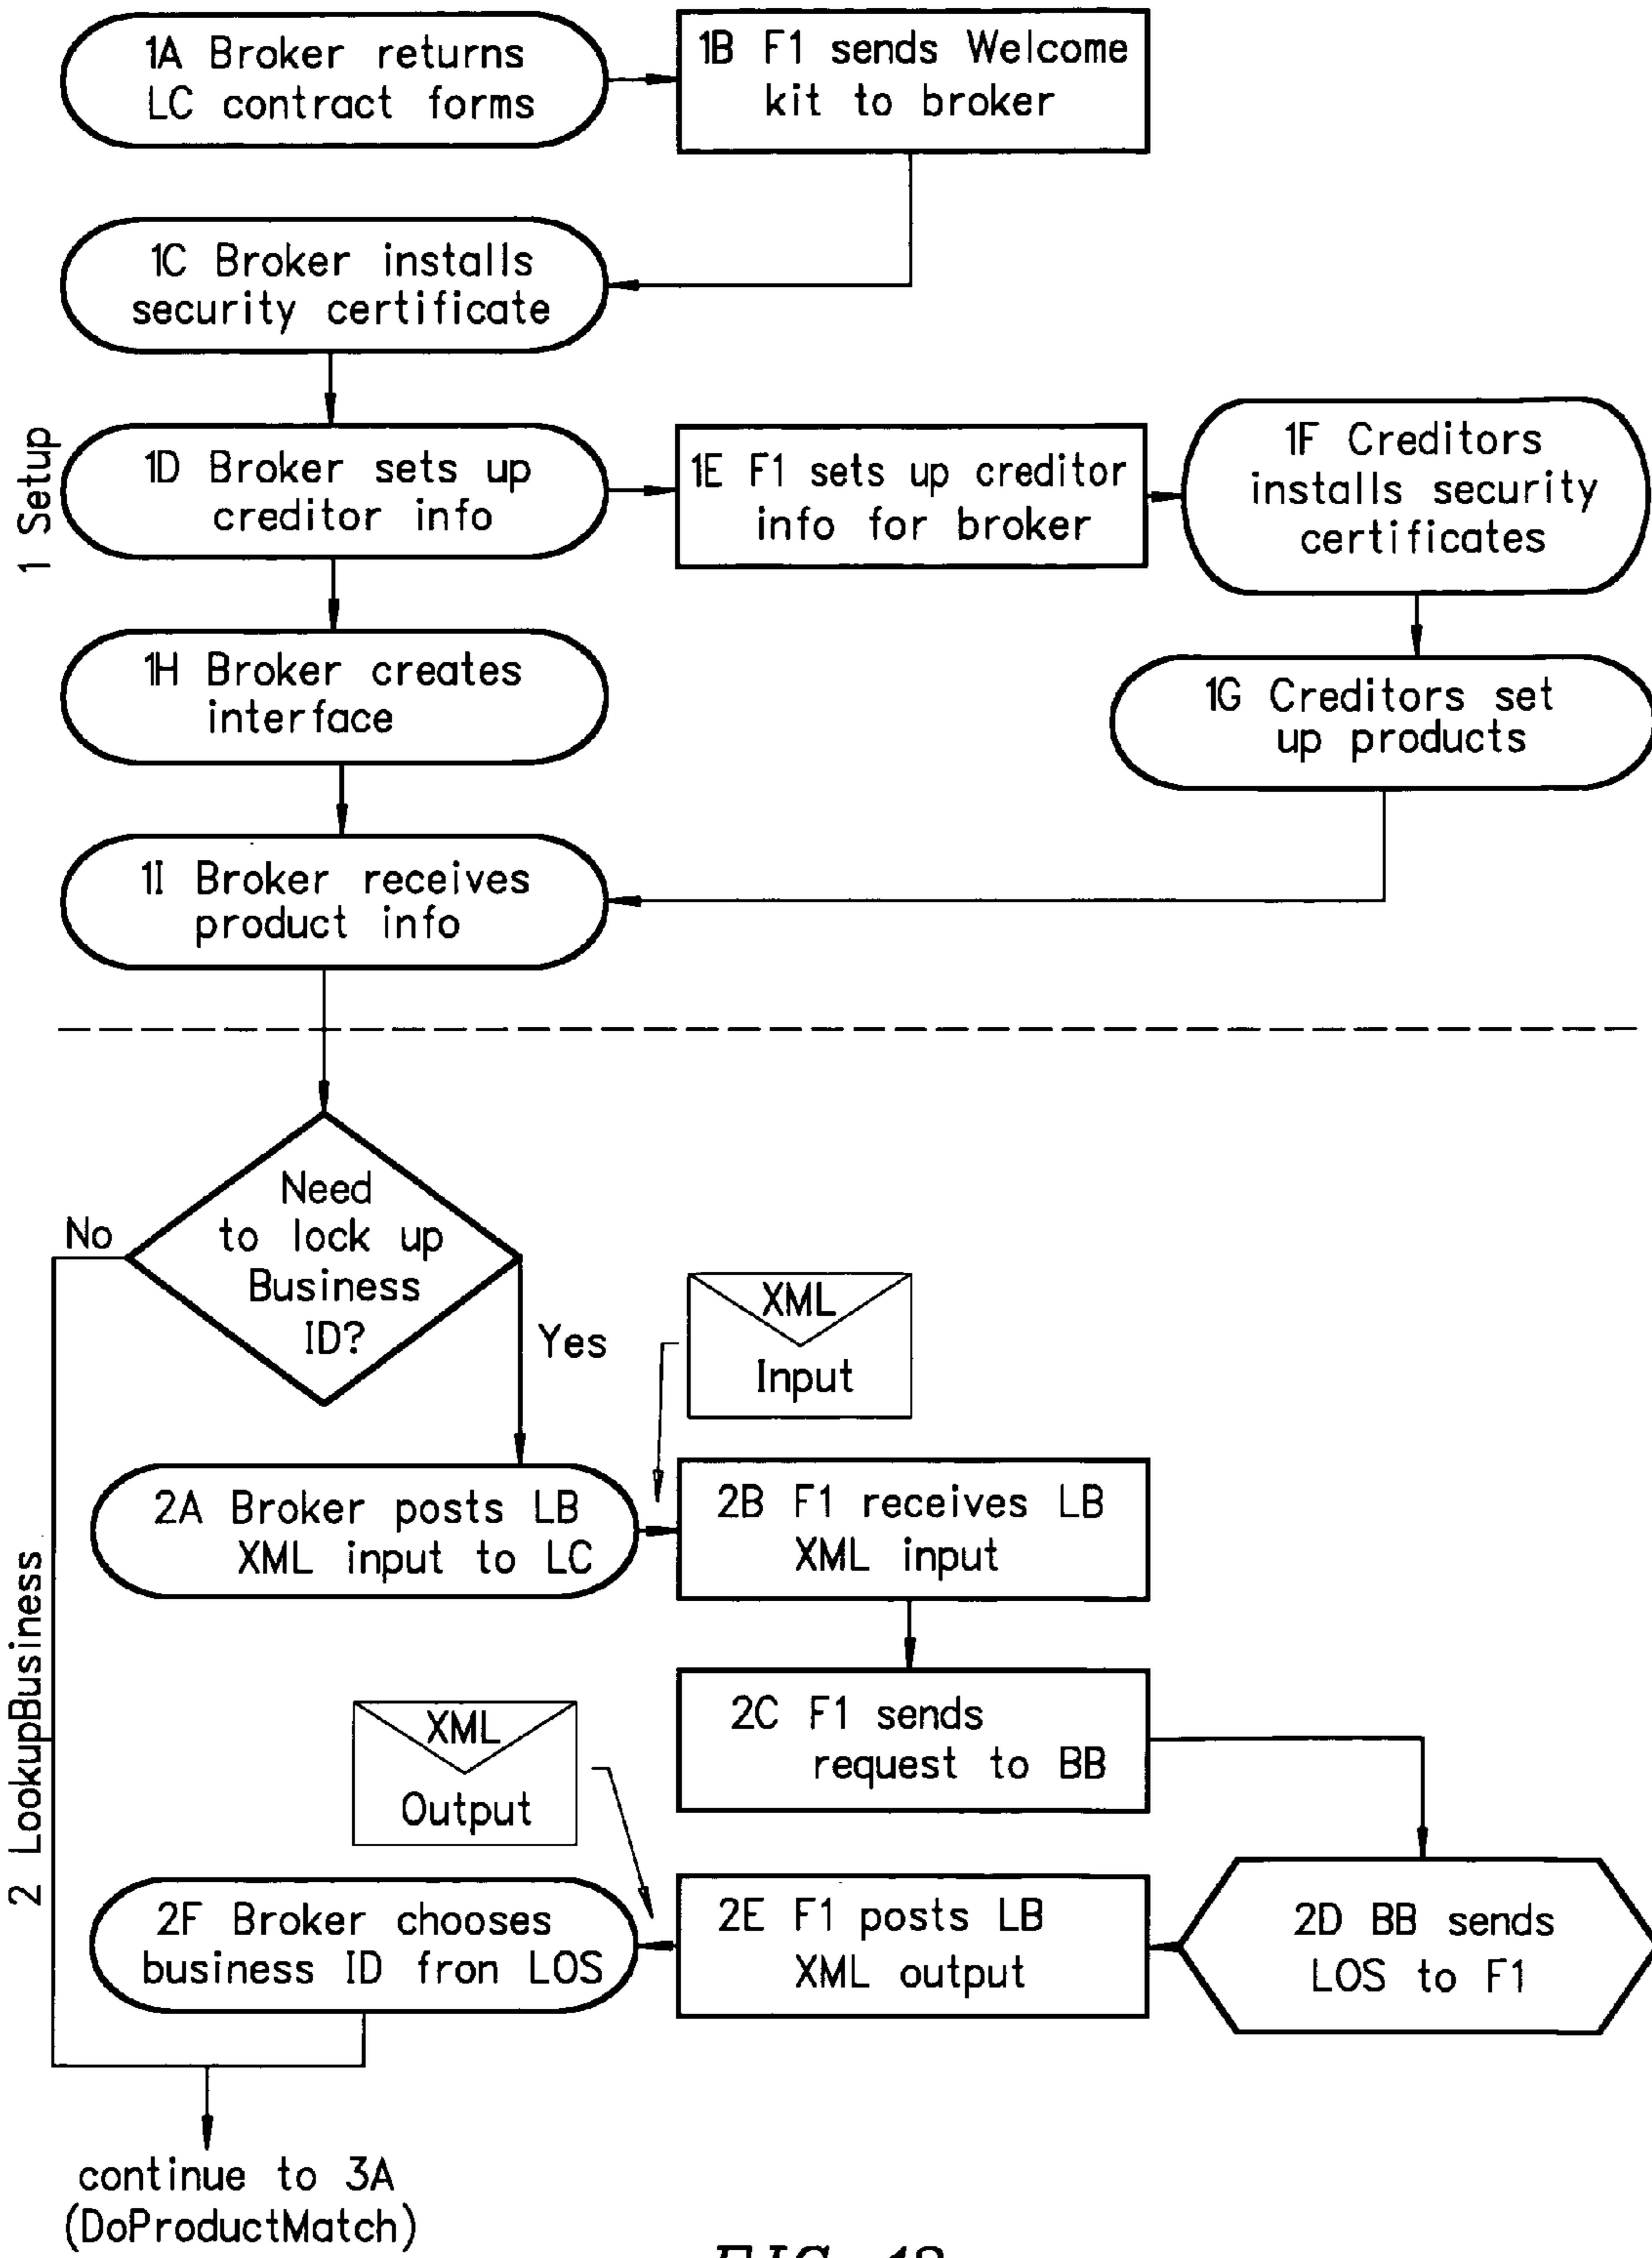 1A Broker returns
LC contract forms
1B F1 sends Welcome
kit to broker
1C Broker installs
security certificate
1 Setup
1D Broker sets up
creditor info
1E F1 sets up creditor
info for broker
1F Creditors
installs security
certificates
1H Broker creates
interface
1G Creditors set
up products
1I Broker receives
product info
Need
to lock up
Business
ID?
No
Yes
XML
Input
2 LookupBusiness
2A Broker posts LB
XML input to LC
2B F1 receives LB
XML input
2C F1 sends
request to BB
XML
Output
2D BB sends
LOS to F1
2E F1 posts LB
XML output
2F Broker chooses
business ID fron LOS
continue to 3A
(DoProductMatch)